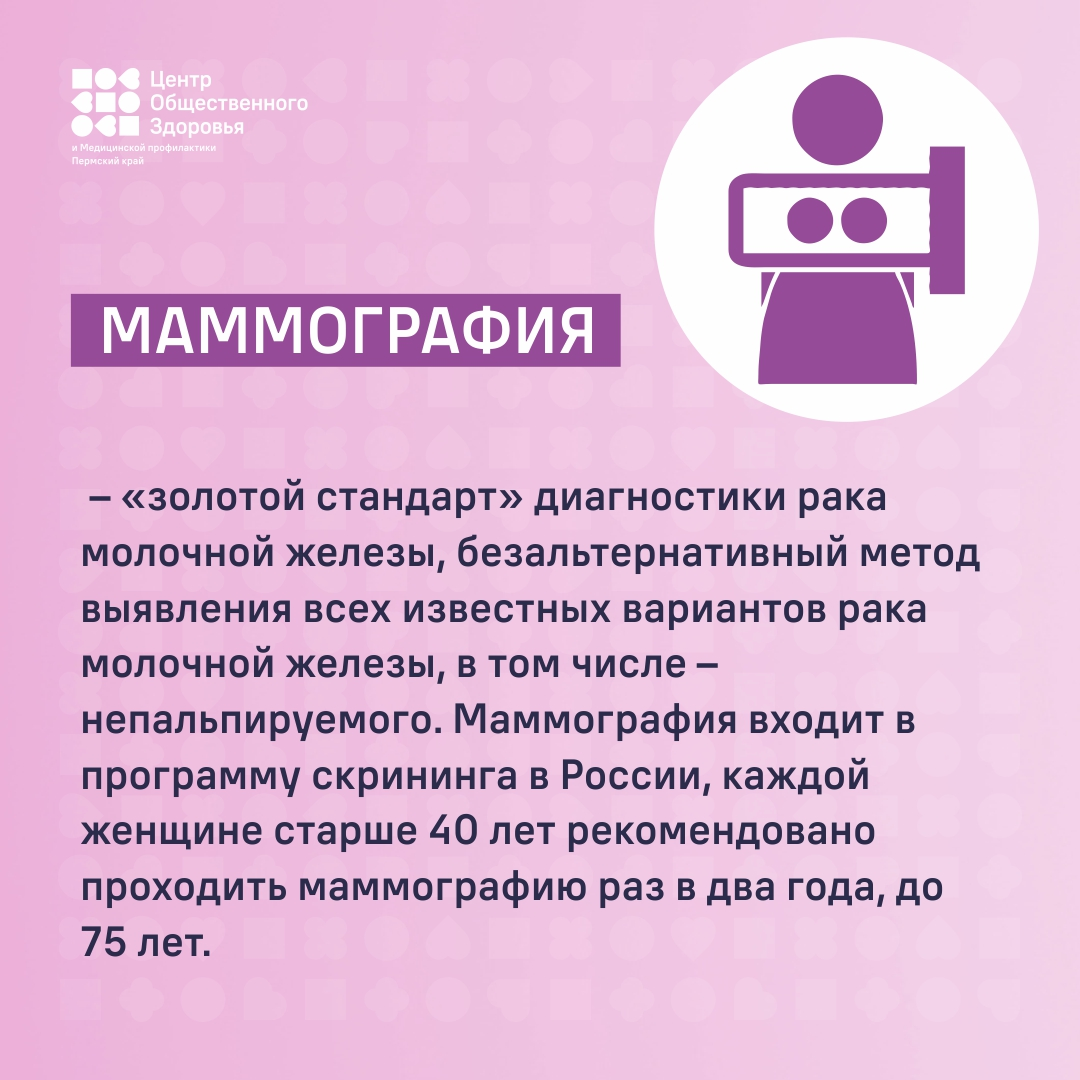 Центр
Общественного
Здоровья
и Медицинской профилактики
Пермский край
МАММОГРАФИЯ
– «золотой стандарт» диагностики рака
молочной железы, безальтернативный метод
выявления всех известных вариантов рака
молочной железы, в том числе –
непальпируемого. Маммография входит в
программу скрининга в России, каждой
женщине старше 40 лет рекомендовано
проходить маммографию раз в два года, до
75 лет.